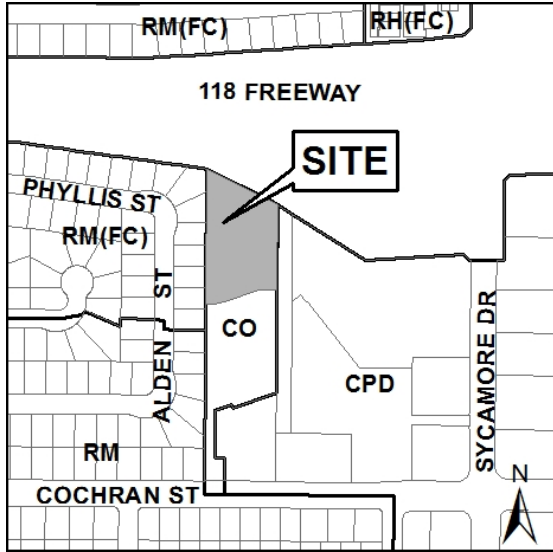 RM(FC)
RH(FC)
118 FREEWAY
SITE
PHYLLIS ST
RM(FC)
ALDEN ST
CO
CPD
SYCAMORE DR
RM
COCHRAN ST
N